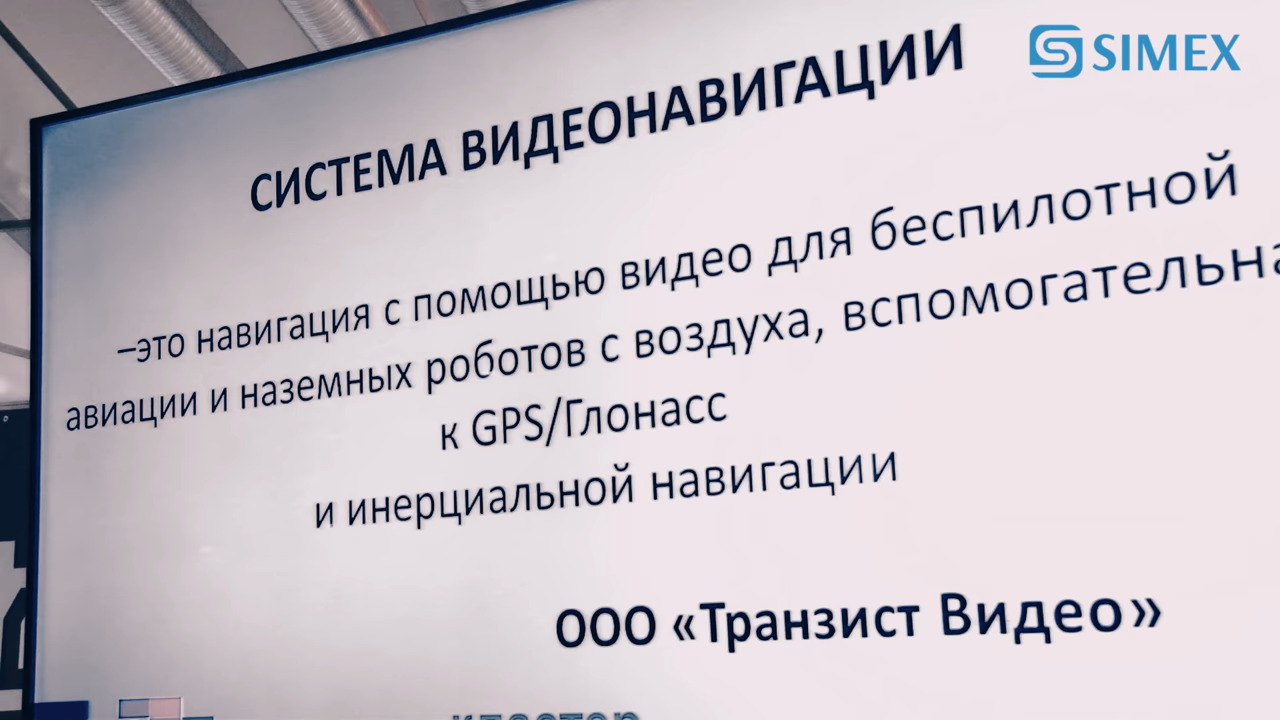 SIMEX
СИСТЕМА ВИДЕОНАВИГАЦИИ
–это навигация с помощью видео для беспилотной
авиации и наземных роботов с воздуха, вспомогательна
к GPS/Глонасс
и инерциальной навигации
ООО «Транзист Видео»
кластер